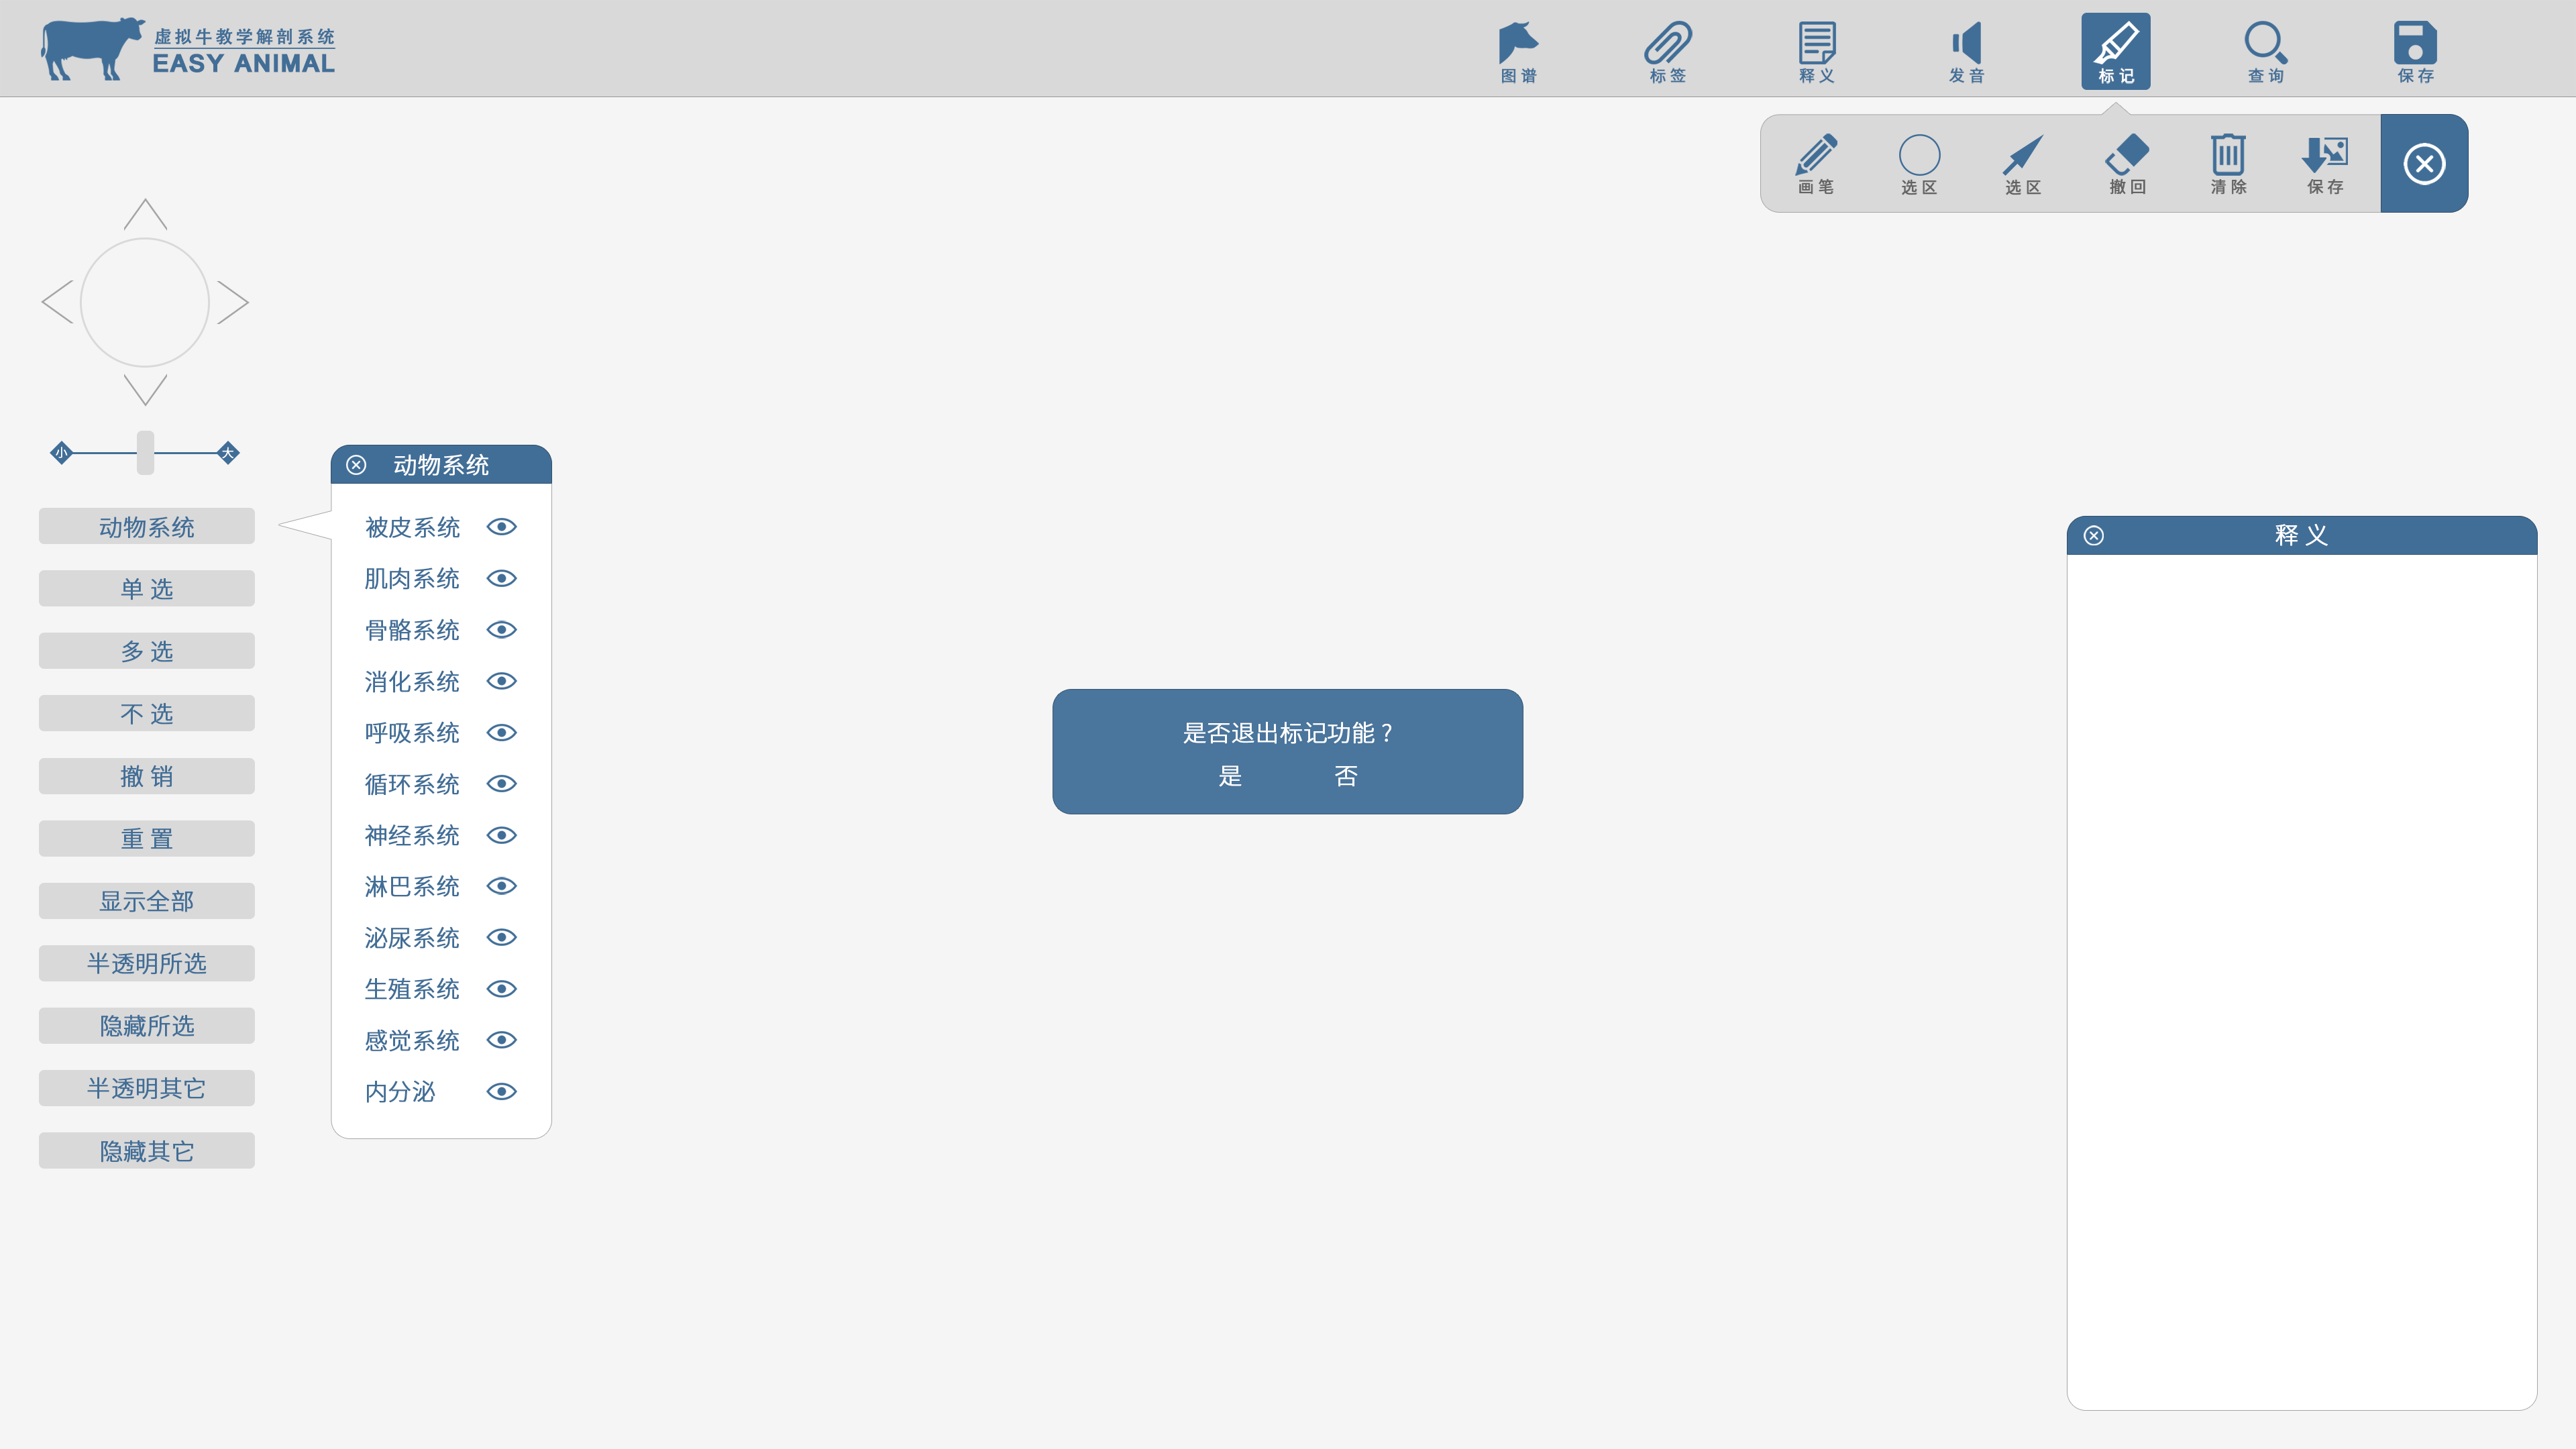 虚拟牛教学解剖系统
EASY ANIMAL
图谱
标签
释义
发音
标记
查询
保存
画笔
选区
选区
撤回
清除
保存
小
大
动物系统
单选
多选
不选
撤销
重置
显示全部
半透明所选
隐藏所选
半透明其它
隐藏其它
动物系统
被皮系统
肌肉系统
骨骼系统
消化系统
呼吸系统
循环系统
神经系统
淋巴系统
泌尿系统
生殖系统
感觉系统
内分泌
是否退出标记功能？
是 否
释义